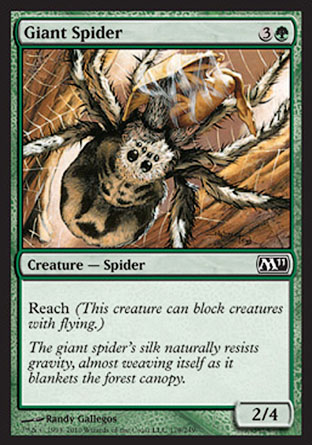 Giant Spider 3
Creature — Spider M11
Reach (This creature can block creatures
with flying.)
The giant spider's silk naturally resists
gravity, almost weaving itself as it
blankets the forest canopy.
Randy Gallegos
2/4